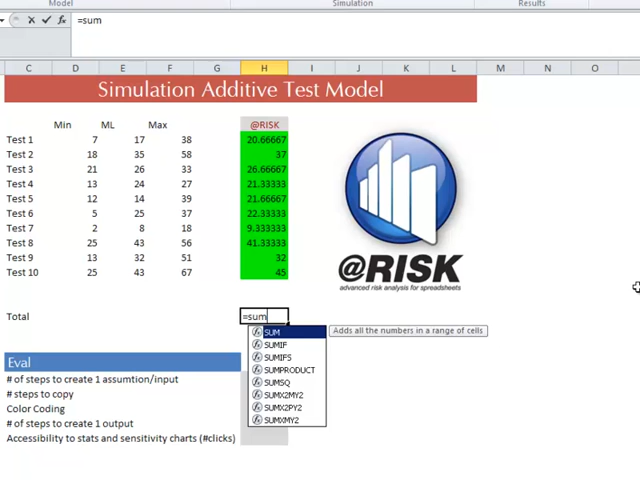 Model Simulation Results
=sum
C D E F G H I J K L M N O
Simulation Additive Test Model
Min ML Max @RISK
Test 1 7 17 38 20.66667
Test 2 18 35 58 37
Test 3 21 26 33 26.66667
Test 4 13 24 27 21.33333
Test 5 12 14 39 21.66667
Test 6 5 25 37 22.33333
Test 7 2 8 18 9.333333
Test 8 25 43 56 41.33333
Test 9 13 32 51 32
Test 10 25 43 67 45
@RISK
advanced risk analysis for spreadsheets
Total =sum
SUM Adds all the numbers in a range of cells
SUMIF
SUMIFS
SUMPRODUCT
SUMSQ
SUMX2MY2
SUMX2PY2
SUMXMY2
Eval
# of steps to create 1 assumtion/input
# steps to copy
Color Coding
# of steps to create 1 output
Accessibility to stats and sensitivity charts (#clicks)